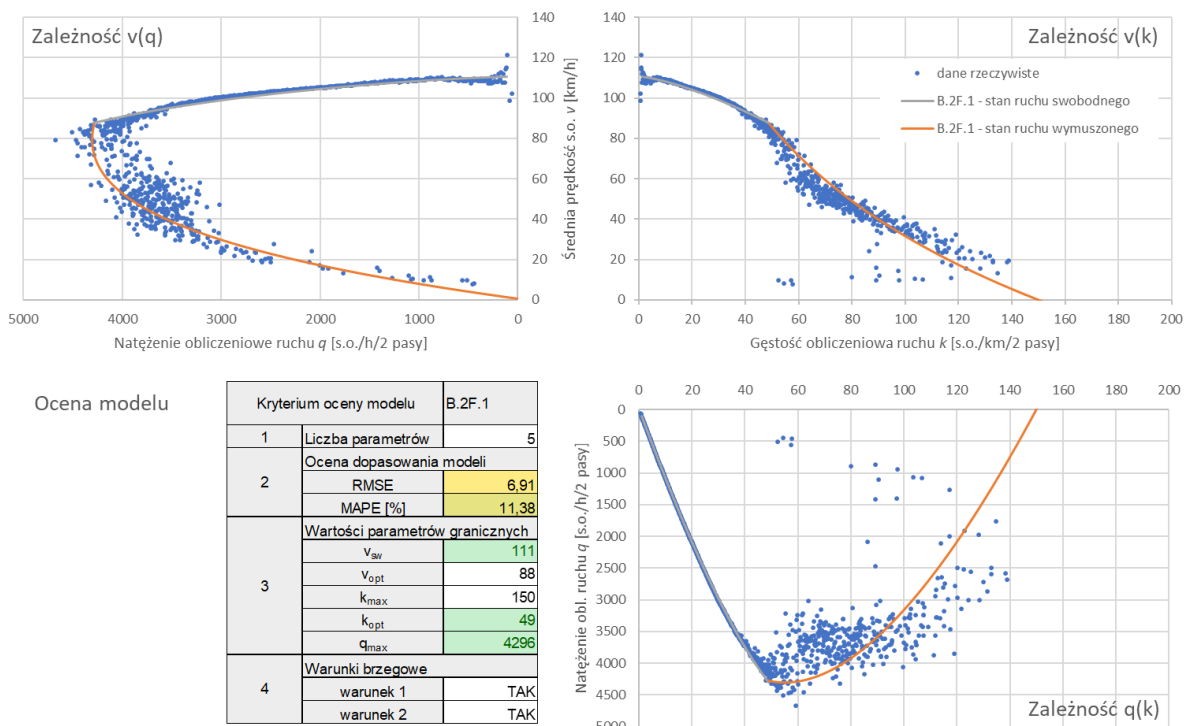 Zależność v(q)
140
120
100
80
60
40
20
0
Średnia prędkość s.o. v [km/h]
5000 4000 3000 2000 1000 0
Natężenie obliczeniowe ruchu q [s.o./h/2 pasy]
Zależność v(k)
dane rzeczywiste
B.2F.1 - stan ruchu swobodnego
B.2F.1 - stan ruchu wymuszonego
140
120
100
80
60
40
20
0
0 20 40 60 80 100 120 140 160 180 200
Gęstość obliczeniowa ruchu k [s.o./km/2 pasy]
Ocena modelu
Kryterium oceny modelu B.2F.1
1 Liczba parametrów 5
2 Ocena dopasowania modeli
RMSE 6,91
MAPE [%] 11,38
3 Wartości parametrów granicznych
vsw 111
vopt 88
kmax 150
kopt 49
qmax 4296
4 Warunki brzegowe
warunek 1 TAK
warunek 2 TAK
0 20 40 60 80 100 120 140 160 180 200
0
500
1000
1500
2000
2500
3000
3500
4000
4500
5000
Natężenie obl. ruchu q [s.o./h/2 pasy]
Zależność q(k)